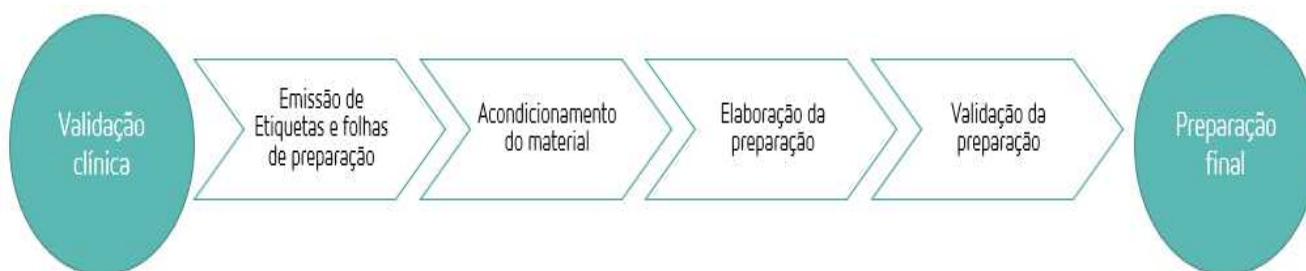 Validação
clínica
Emissão de
Etiquetas e folhas
de preparação
Acondicionamento
do material
Elaboração da
preparação
Validação da
preparação
Preparação
final